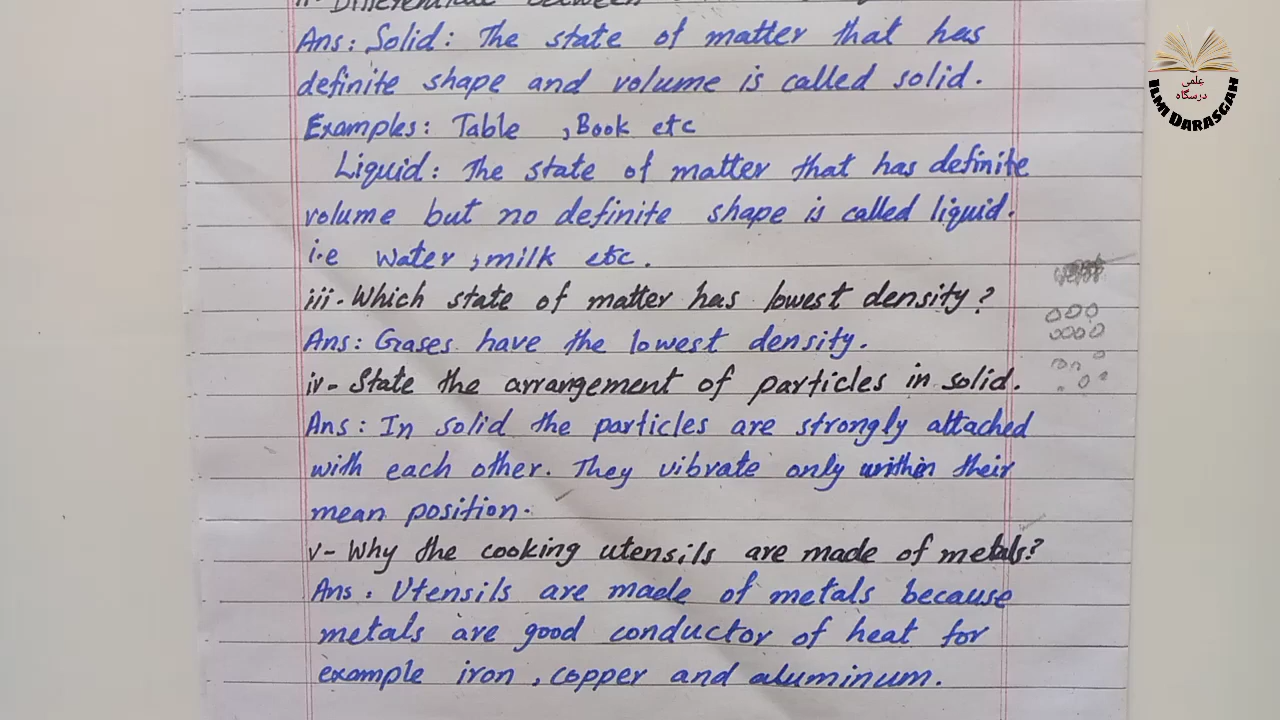 ii- Differentiate between
Ans: Solid: The state of matter that has
definite shape and volume is called solid.
Examples: Table , Book etc
Liquid: The state of matter that has definite
volume but no definite shape is called liquid.
i.e water , milk etc.
iii- Which state of matter has lowest density?
Ans: Gases have the lowest density.
iv- State the arrangement of particles in solid.
Ans: In solid the particles are strongly attached
with each other. They vibrate only within their
mean position.
v- Why the cooking utensils are made of metals?
Ans. Utensils are made of metals because
metals are good conductor of heat for
example iron , copper and aluminum.
علمی
درسگاه
ILMI DARASGAH